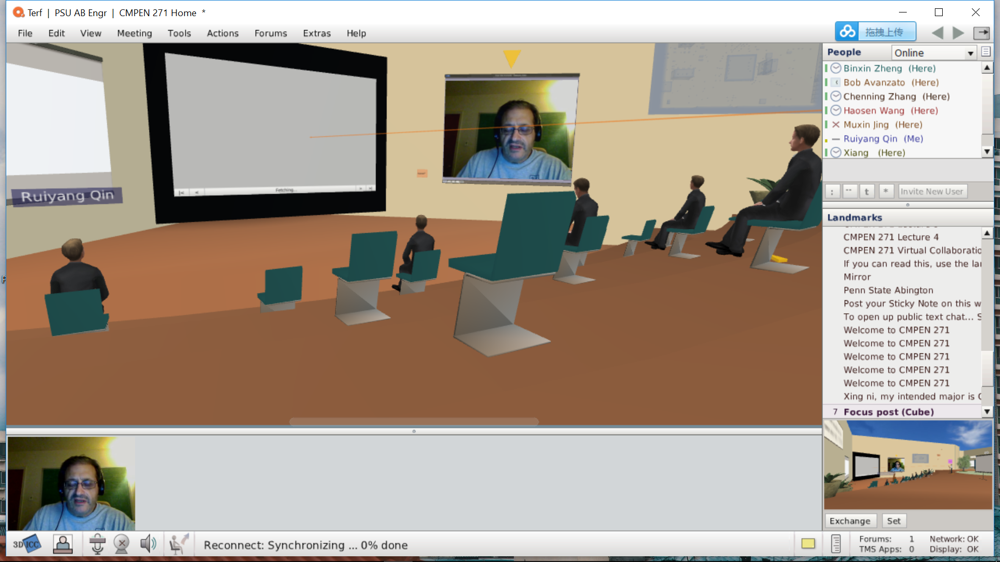 Terf | PSU AB Engr | CMPEN 271 Home *
File Edit View Meeting Tools Actions Forums Extras Help
拖拽上传
People Online
Binxin Zheng (Here)
Bob Avanzato (Here)
Chenning Zhang (Here)
Haosen Wang (Here)
Muxin Jing (Here)
Ruiyang Qin (Me)
Xiang (Here)
: t * Invite New User
Landmarks
CMPEN 271 Lecture 4
CMPEN 271 Virtual Collaboratio
If you can read this, use the lar
Mirror
Penn State Abington
Post your Sticky Note on this w
To open up public text chat... S
Welcome to CMPEN 271
Welcome to CMPEN 271
Welcome to CMPEN 271
Welcome to CMPEN 271
Welcome to CMPEN 271
Xing ni, my intended major is C
7 Focus post (Cube)
Exchange Set
Fetching...
Ruiyang Qin
P
3D ICC
Reconnect: Synchronizing ... 0% done
Forums: 1 Network: OK
TMS Apps: 0 Display: OK